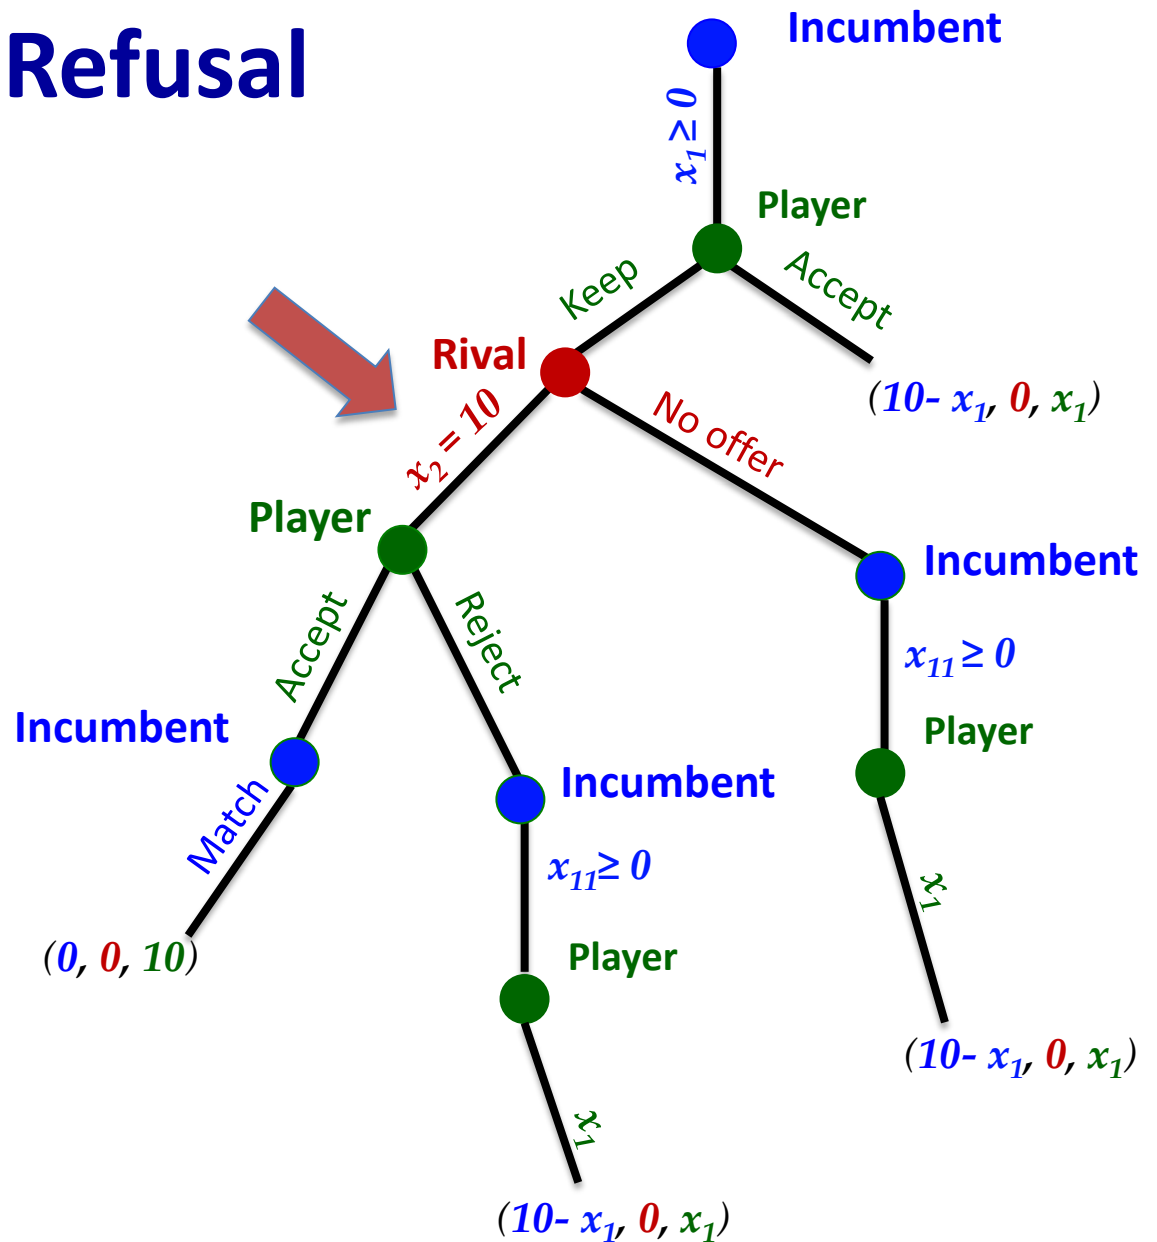 Refusal
Incumbent
x₁ ≥ 0
Player
Keep
Accept
Rival
(10- x₁, 0, x₁)
x₂ = 10
No offer
Player
Incumbent
Accept
Reject
x₁₁ ≥ 0
Incumbent
Player
Match
Incumbent
x₁₁ ≥ 0
x₁
(0, 0, 10)
Player
(10- x₁, 0, x₁)
x₁
(10- x₁, 0, x₁)